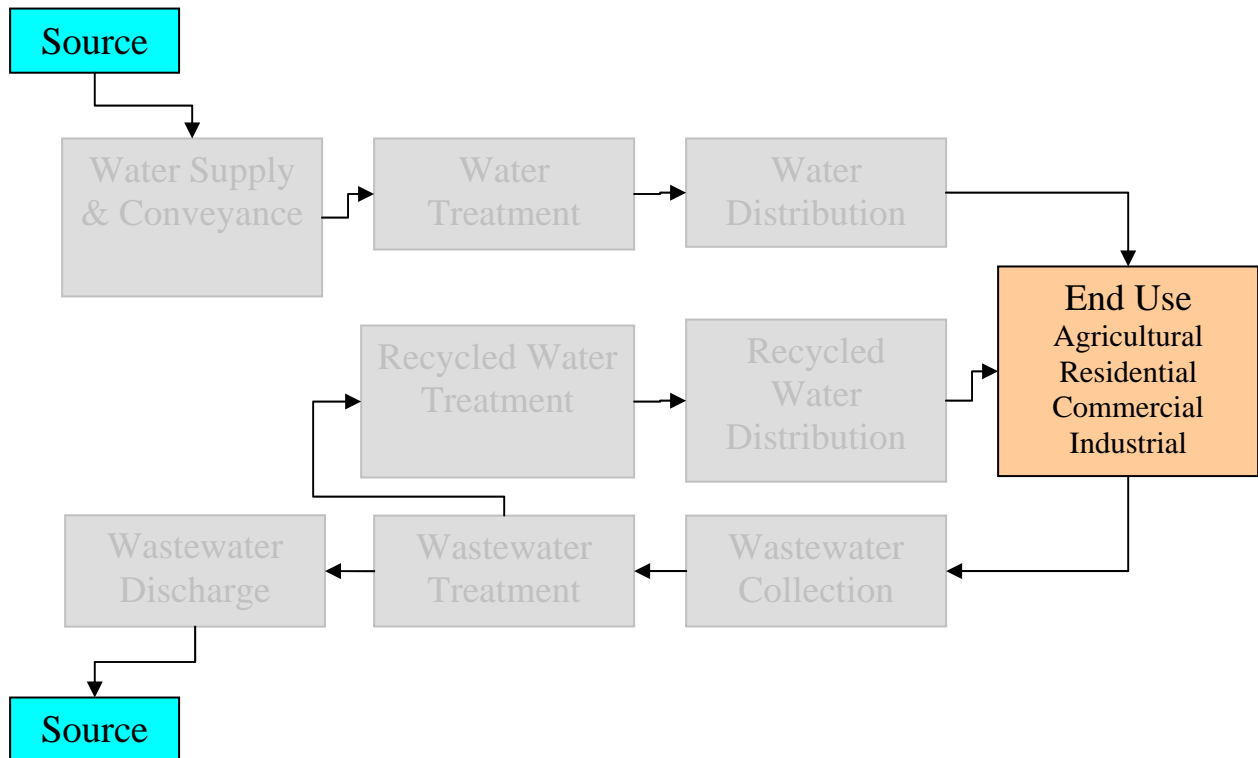 Source
Water Supply
& Conveyance
Water
Treatment
Water
Distribution
End Use
Agricultural
Residential
Commercial
Industrial
Recycled Water
Treatment
Recycled
Water
Distribution
Wastewater
Discharge
Wastewater
Treatment
Wastewater
Collection
Source